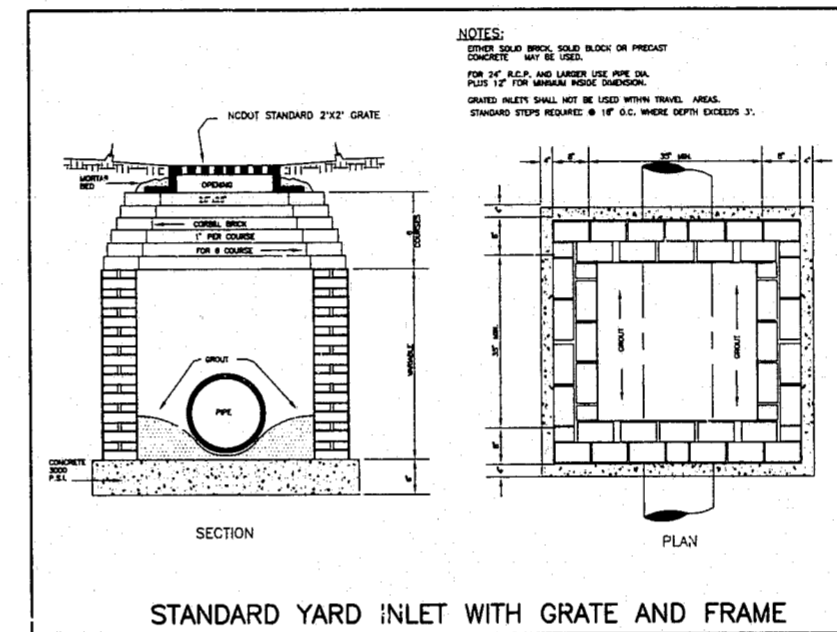 NOTES:
EITHER SOLID BRICK, SOLID BLOCK OR PRECAST
CONCRETE MAY BE USED.
FOR 24" R.C.P. AND LARGER USE PIPE DIA.
PLUS 12" FOR MINIMUM INSIDE DIMENSION.
GRATED INLETS SHALL NOT BE USED WITHIN TRAVEL AREAS.
STANDARD STEPS REQUIRED @ 16" O.C. WHERE DEPTH EXCEEDS 3'.
NCDOT STANDARD 2'X2' GRATE
MORTAR
BED
OPENING
CORBEL BRICK
1" PER COURSE
FOR 6 COURSE
6
COURSES
VARIABLE
GROUT
PIPE
CONCRETE
3000
P.S.I.
6"
SECTION
4"
8"
35" MIN.
8"
4"
8"
35" MIN.
8"
GROUT
GROUT
PLAN
STANDARD YARD INLET WITH GRATE AND FRAME